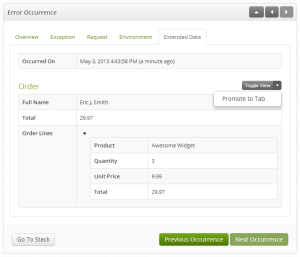 Error Occurrence
Overview Exception Request Environment Extended Data
Occurred On May 3, 2013 4:43:58 PM (a minute ago)
Order Toggle View
Promote to Tab
Full Name Eric J. Smith
Total 29.97
Order Lines
Product Awesome Widget
Quantity 3
Unit Price 9.99
Total 29.97
Go To Stack Previous Occurrence Next Occurrence